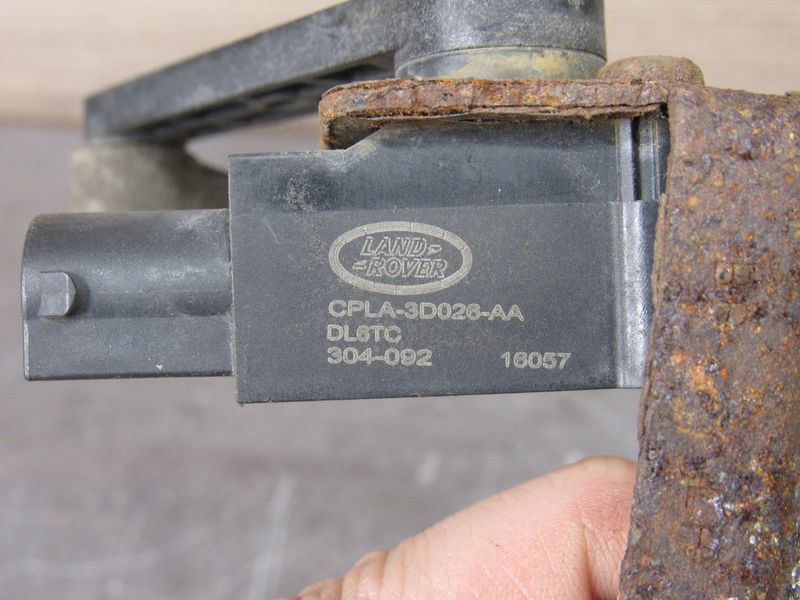 LAND-
-ROVER
CPLA-3D026-AA
DL6TC
304-092 16057